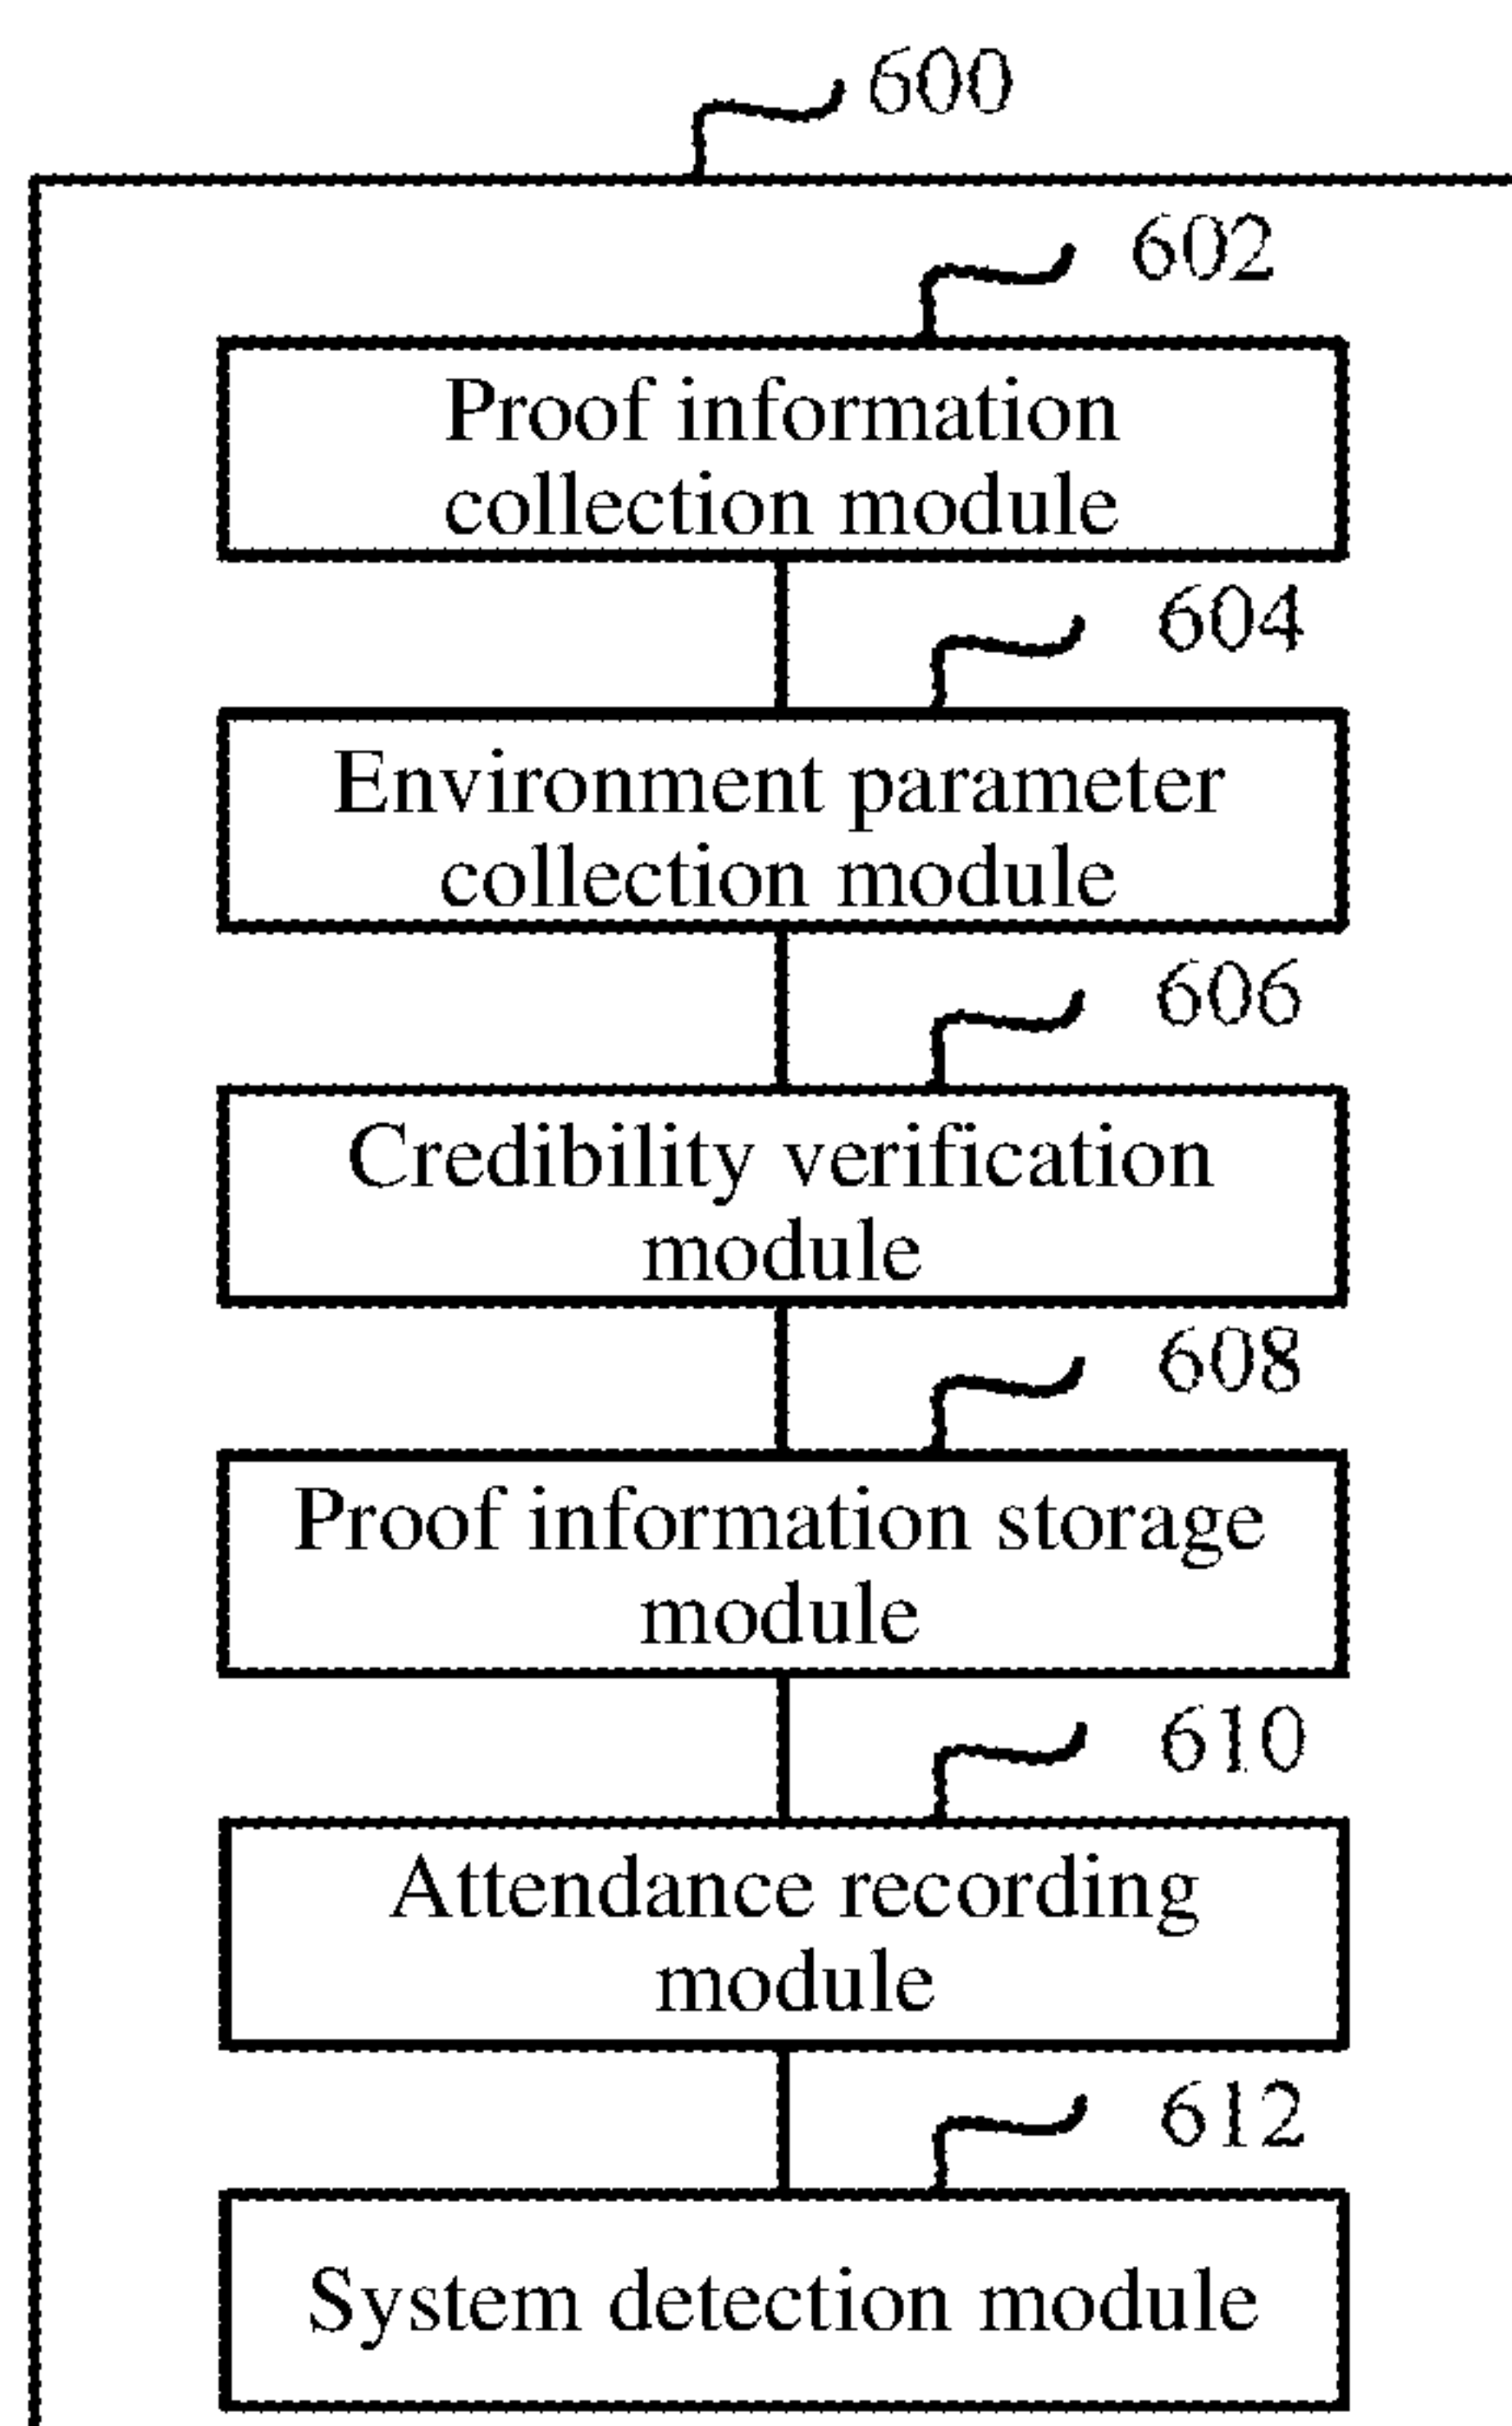 600
602
Proof information
collection module
604
Environment parameter
collection module
606
Credibility verification
module
608
Proof information storage
module
610
Attendance recording
module
612
System detection module